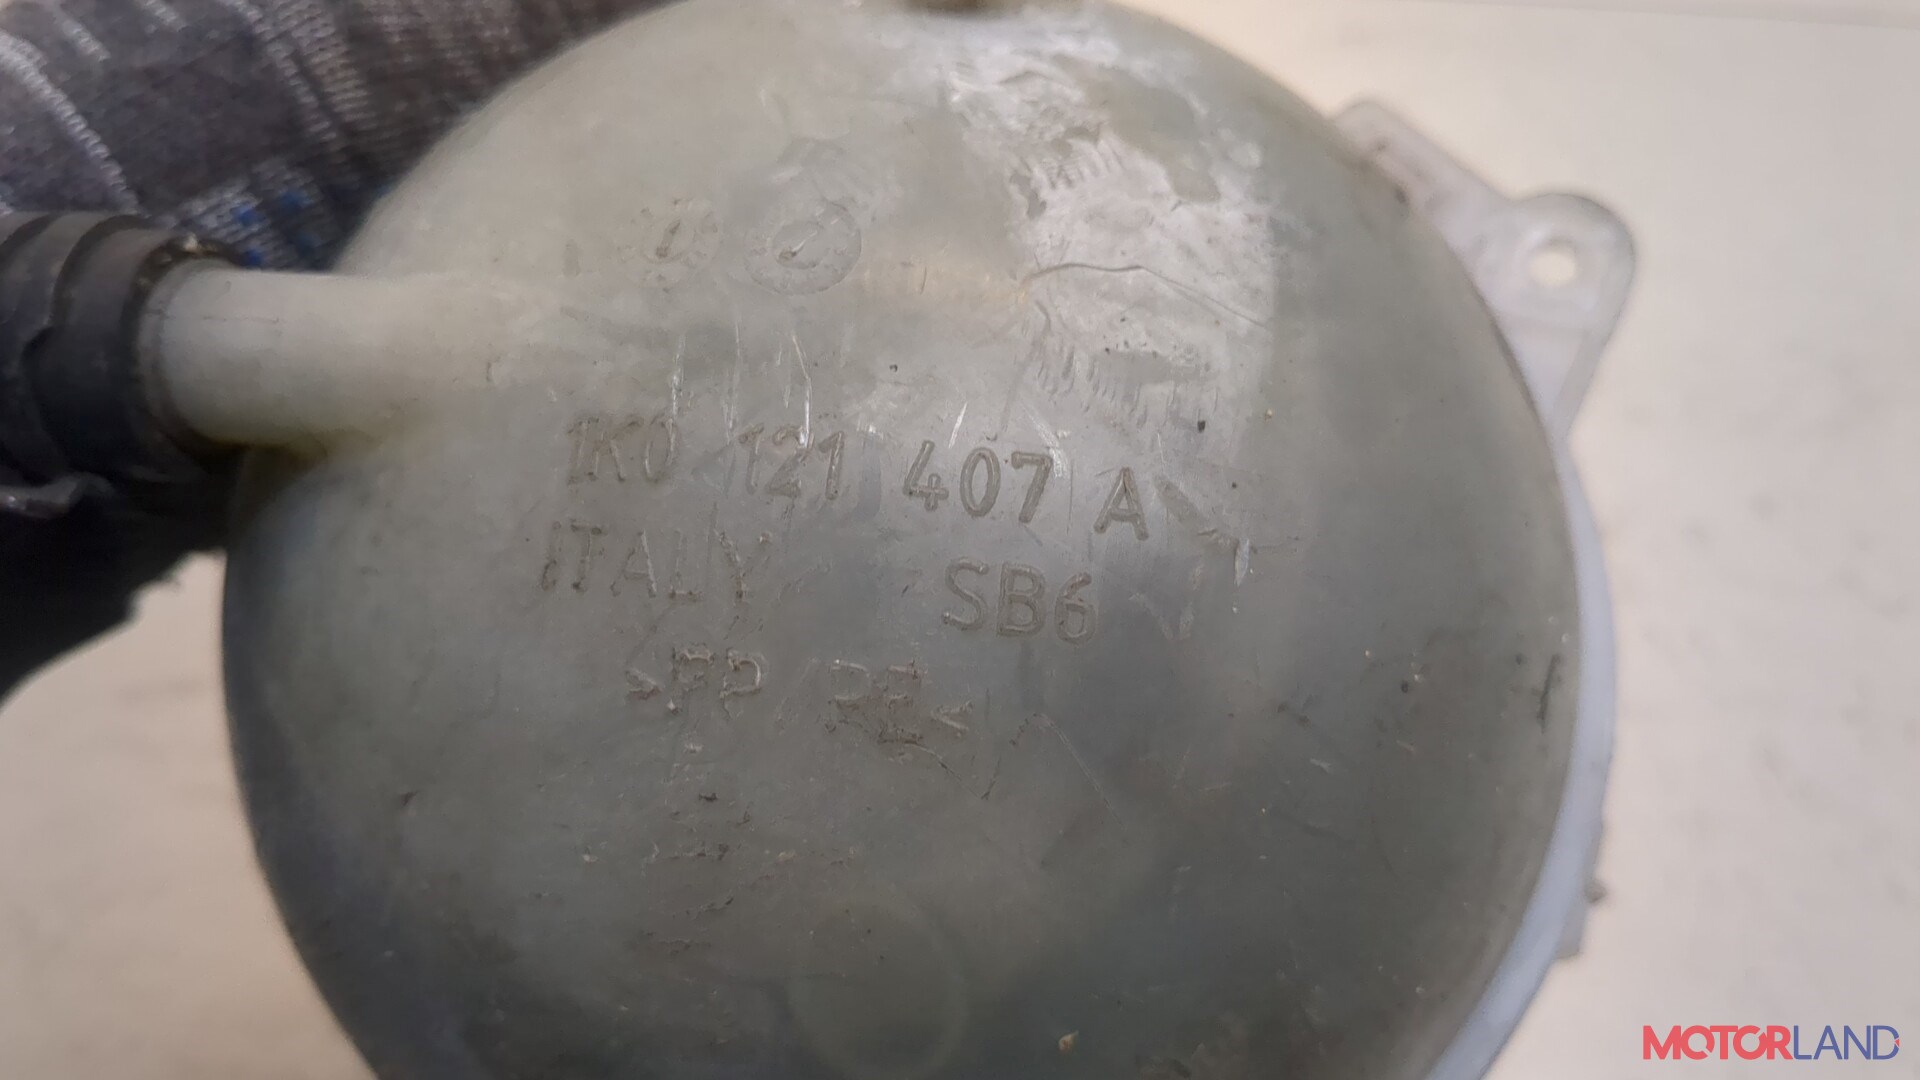 1K0 121 407 A
ITALY SB6
>PP/PE<
MOTORLAND